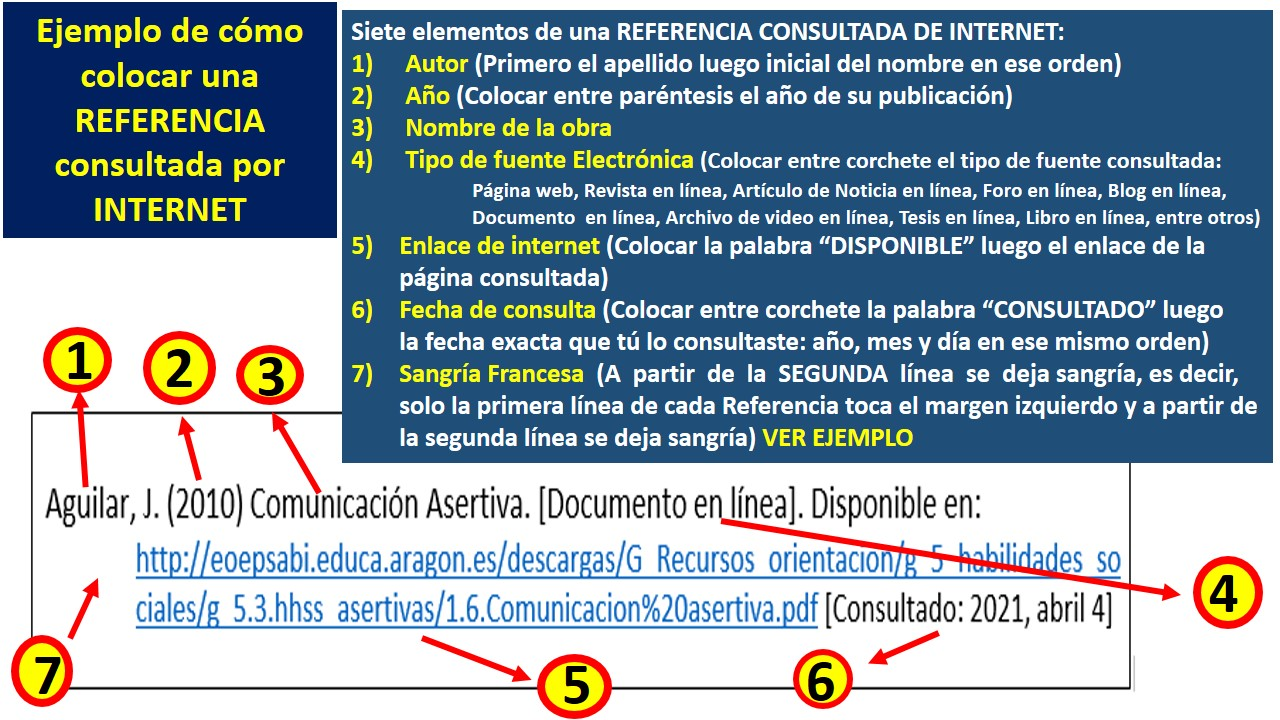 Ejemplo de cómo
colocar una
REFERENCIA
consultada por
INTERNET
Siete elementos de una REFERENCIA CONSULTADA DE INTERNET:
1) Autor (Primero el apellido luego inicial del nombre en ese orden)
2) Año (Colocar entre paréntesis el año de su publicación)
3) Nombre de la obra
4) Tipo de fuente Electrónica (Colocar entre corchete el tipo de fuente consultada:
Página web, Revista en línea, Artículo de Noticia en línea, Foro en línea, Blog en línea,
Documento en línea, Archivo de video en línea, Tesis en línea, Libro en línea, entre otros)
5) Enlace de internet (Colocar la palabra “DISPONIBLE” luego el enlace de la
página consultada)
6) Fecha de consulta (Colocar entre corchete la palabra “CONSULTADO” luego
la fecha exacta que tú lo consultaste: año, mes y día en ese mismo orden)
7) Sangría Francesa (A partir de la SEGUNDA línea se deja sangría, es decir,
solo la primera línea de cada Referencia toca el margen izquierdo y a partir de
la segunda línea se deja sangría) VER EJEMPLO
1
2
3
Aguilar, J. (2010) Comunicación Asertiva. [Documento en línea]. Disponible en:
http://eoepsabi.educa.aragon.es/descargas/G_Recursos_orientacion/g_5_habilidades_so
ciales/g_5.3.hhss_asertivas/1.6.Comunicacion%20asertiva.pdf [Consultado: 2021, abril 4]
4
7
5
6